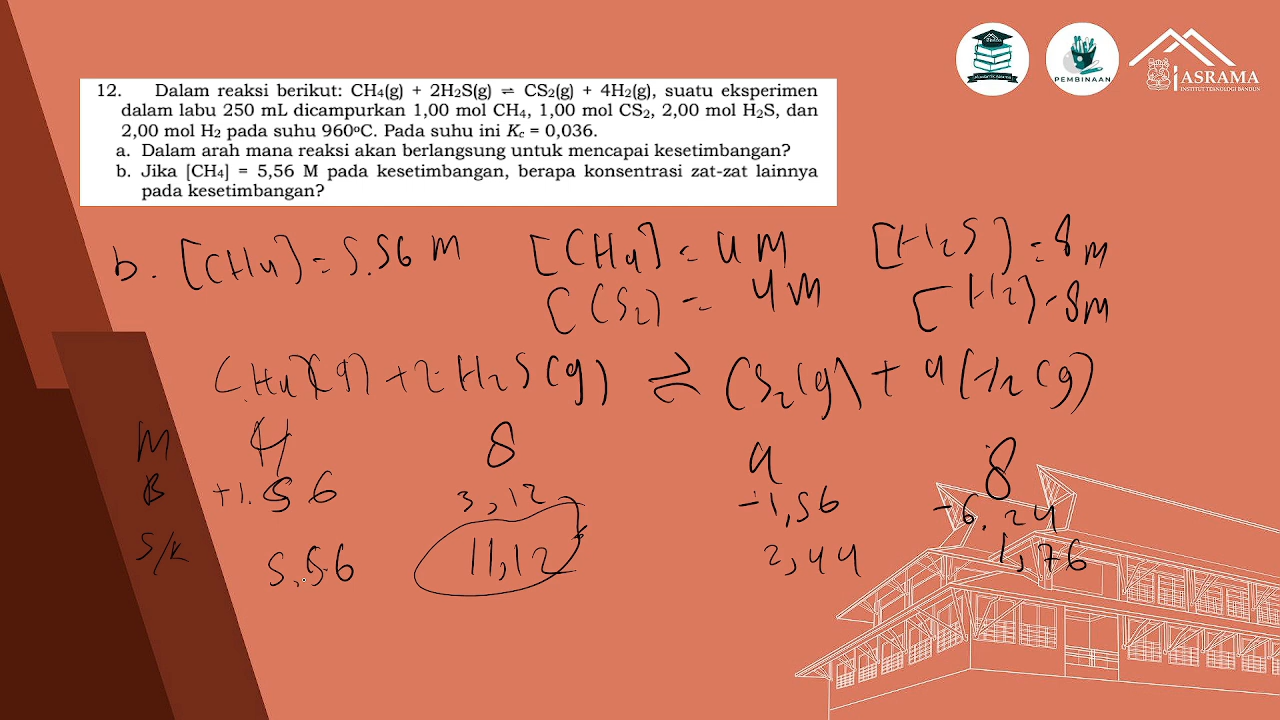 PEMBINAAN
ASRAMA
INSTITUT TEKNOLOGI BANDUNG
12. Dalam reaksi berikut: CH₄(g) + 2H₂S(g) ⇌ CS₂(g) + 4H₂(g), suatu eksperimen
dalam labu 250 mL dicampurkan 1,00 mol CH₄, 1,00 mol CS₂, 2,00 mol H₂S, dan
2,00 mol H₂ pada suhu 960°C. Pada suhu ini Kc = 0,036.
a. Dalam arah mana reaksi akan berlangsung untuk mencapai kesetimbangan?
b. Jika [CH₄] = 5,56 M pada kesetimbangan, berapa konsentrasi zat-zat lainnya
pada kesetimbangan?
b. [CH4] = 5.56 M [CH4] = 4M [H2S] = 8M
[CS2] = 4M [H2] = 8M
CH4(g) + 2H2S(g) ⇌ CS2(g) + 4H2(g)
M 4 8 4 8
B +1.56 3,12 -1,56 -6.24
S/K 5.56 11,12 2,44 1,76